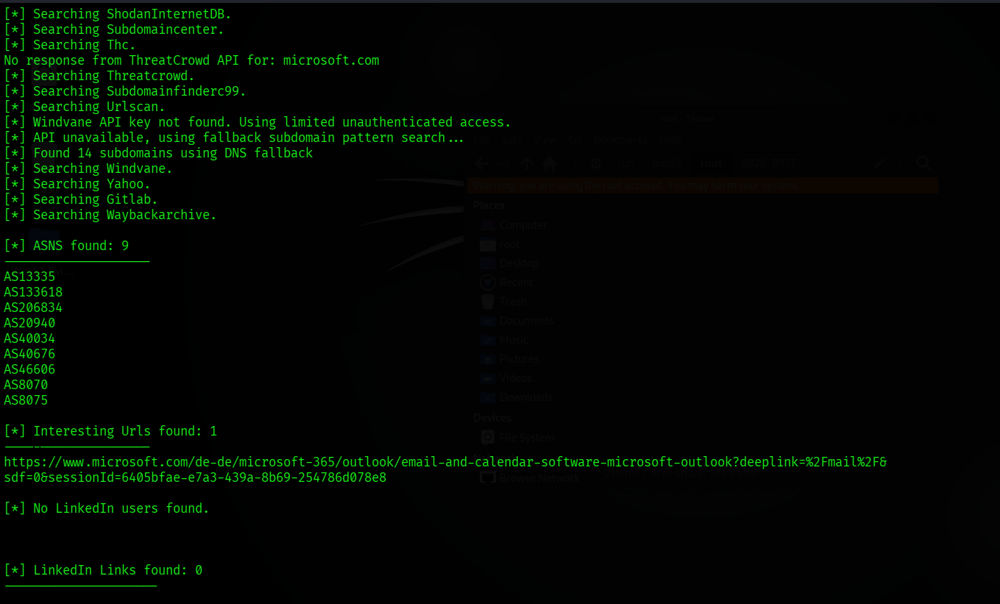 [*] Searching ShodanInternetDB.
[*] Searching Subdomaincenter.
[*] Searching Thc.
No response from ThreatCrowd API for: microsoft.com
[*] Searching Threatcrowd.
[*] Searching Subdomainfinderc99.
[*] Searching Urlscan.
[*] Windvane API key not found. Using limited unauthenticated access.
[*] API unavailable, using fallback subdomain pattern search...
[*] Found 14 subdomains using DNS fallback
[*] Searching Windvane.
[*] Searching Yahoo.
[*] Searching Gitlab.
[*] Searching Waybackarchive.
[*] ASNS found: 9
--------------------
AS13335
AS133618
AS206834
AS20940
AS40034
AS40676
AS46606
AS8070
AS8075
[*] Interesting Urls found: 1
--------------------
https://www.microsoft.com/de-de/microsoft-365/outlook/email-and-calendar-software-microsoft-outlook?deeplink=%2Fmail%2F&
sdf=0&sessionId=6405bfae-e7a3-439a-8b69-254786d078e8
[*] No LinkedIn users found.
[*] LinkedIn Links found: 0
---------------------
File
Go
Bookmarks
Help
root
Warning: you are using the root account. You may harm your system.
Places
Computer
root
Desktop
Recent
Trash
Documents
Music
Pictures
Videos
Downloads
Devices
File System
Browse Network